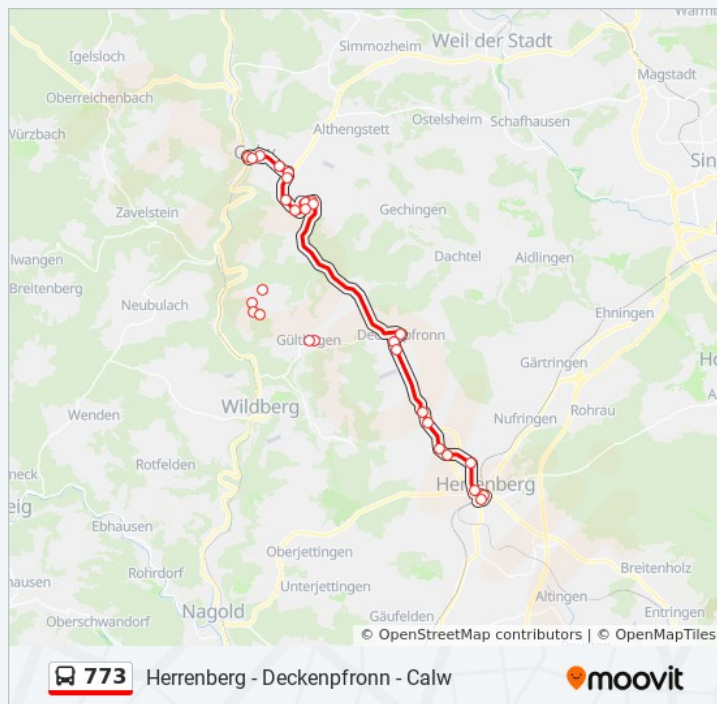 Warmb
Weil der Stadt
Simmozheim
Igelsloch
Magstadt
Oberreichenbach
Ostelsheim
Schafhausen
Althengstett
Würzbach
Sin
Zavelstein
Gechingen
Dachtel
Aidlingen
lwangen
Breitenberg
Neubulach
Ehningen
Deckenpfronn
Gültlingen
Gärtringen
Ho
Wildberg
Rohrau
Wenden
Nufringen
Rotfelden
neck
Herrenberg
eig
Ebhausen
Oberjettingen
Rohrdorf
Breitenholz
hausen
Unterjettingen
Altingen
Nagold
Entringen
Oberschwandorf
Gäufelden
© OpenStreetMap contributors | © OpenMapTiles
773 Herrenberg - Deckenpfronn - Calw moovit